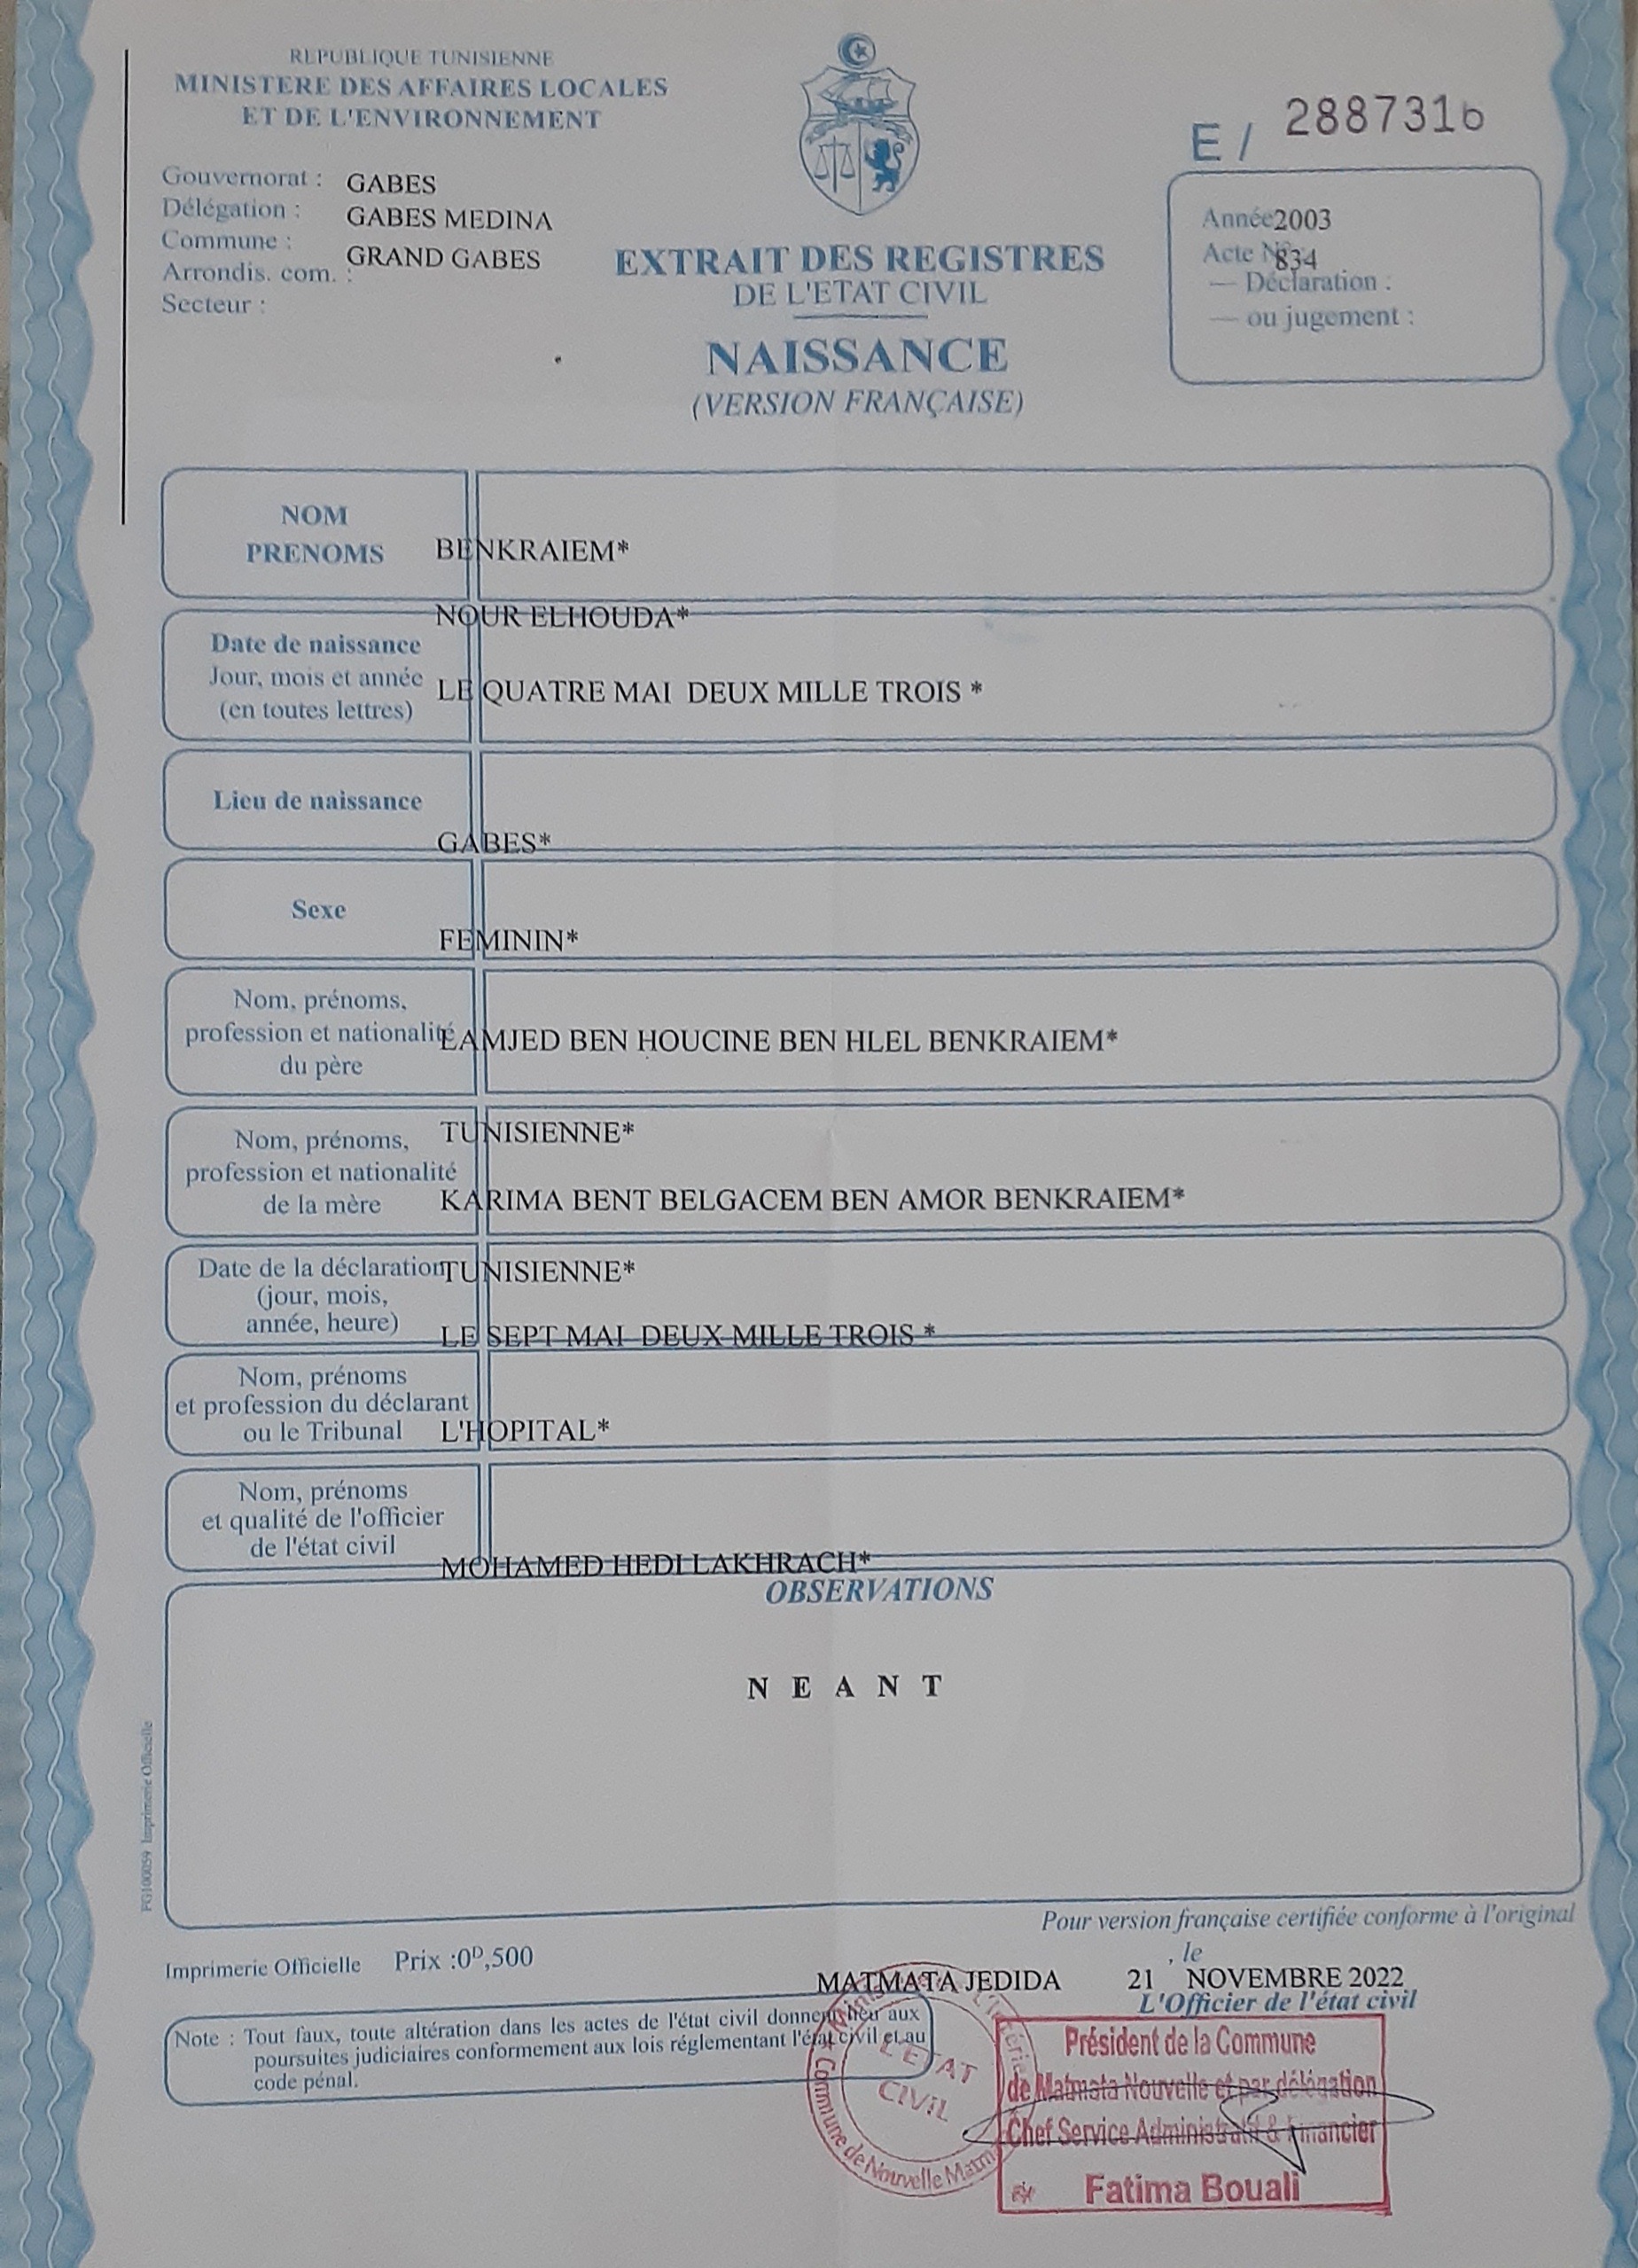 REPUBLIQUE TUNISIENNE
MINISTERE DES AFFAIRES LOCALES
ET DE L'ENVIRONNEMENT
E / 2887316
Gouvernorat : GABES
Délégation : GABES MEDINA
Commune : GRAND GABES
Arrondis. com. :
Secteur :
EXTRAIT DES REGISTRES
DE L'ETAT CIVIL
NAISSANCE
(VERSION FRANÇAISE)
Année 2003
Acte N° 834
— Déclaration :
— ou jugement :
NOM
PRENOMS
BENKRAIEM*
NOUR ELHOUDA*
Date de naissance
Jour, mois et année
(en toutes lettres)
LE QUATRE MAI DEUX MILLE TROIS *
Lieu de naissance
GABES*
Sexe
FEMININ*
Nom, prénoms,
profession et nationalité
du père
LAMJED BEN HOUCINE BEN HLEL BENKRAIEM*
TUNISIENNE*
Nom, prénoms,
profession et nationalité
de la mère
KARIMA BENT BELGACEM BEN AMOR BENKRAIEM*
TUNISIENNE*
Date de la déclaration
(jour, mois,
année, heure)
LE SEPT MAI DEUX MILLE TROIS *
Nom, prénoms
et profession du déclarant
ou le Tribunal
L'HOPITAL*
Nom, prénoms
et qualité de l'officier
de l'état civil
MOHAMED HEDI LAKHRACH*
OBSERVATIONS
N E A N T
FG100059 Imprimerie Officielle
Pour version française certifiée conforme à l'original
Imprimerie Officielle Prix :0ᴰ,500
, le
MATMATA JEDIDA 21 NOVEMBRE 2022
L'Officier de l'état civil
Note : Tout faux, toute altération dans les actes de l'état civil donnent lieu aux
poursuites judiciaires conformement aux lois réglementant l'état civil et au
code pénal.
L'ETAT
CIVIL
Commune de Nouvelle
Président de la Commune
de Matmata Nouvelle et par délégation
Chef Service Administratif & Financier
Fatima Bouali